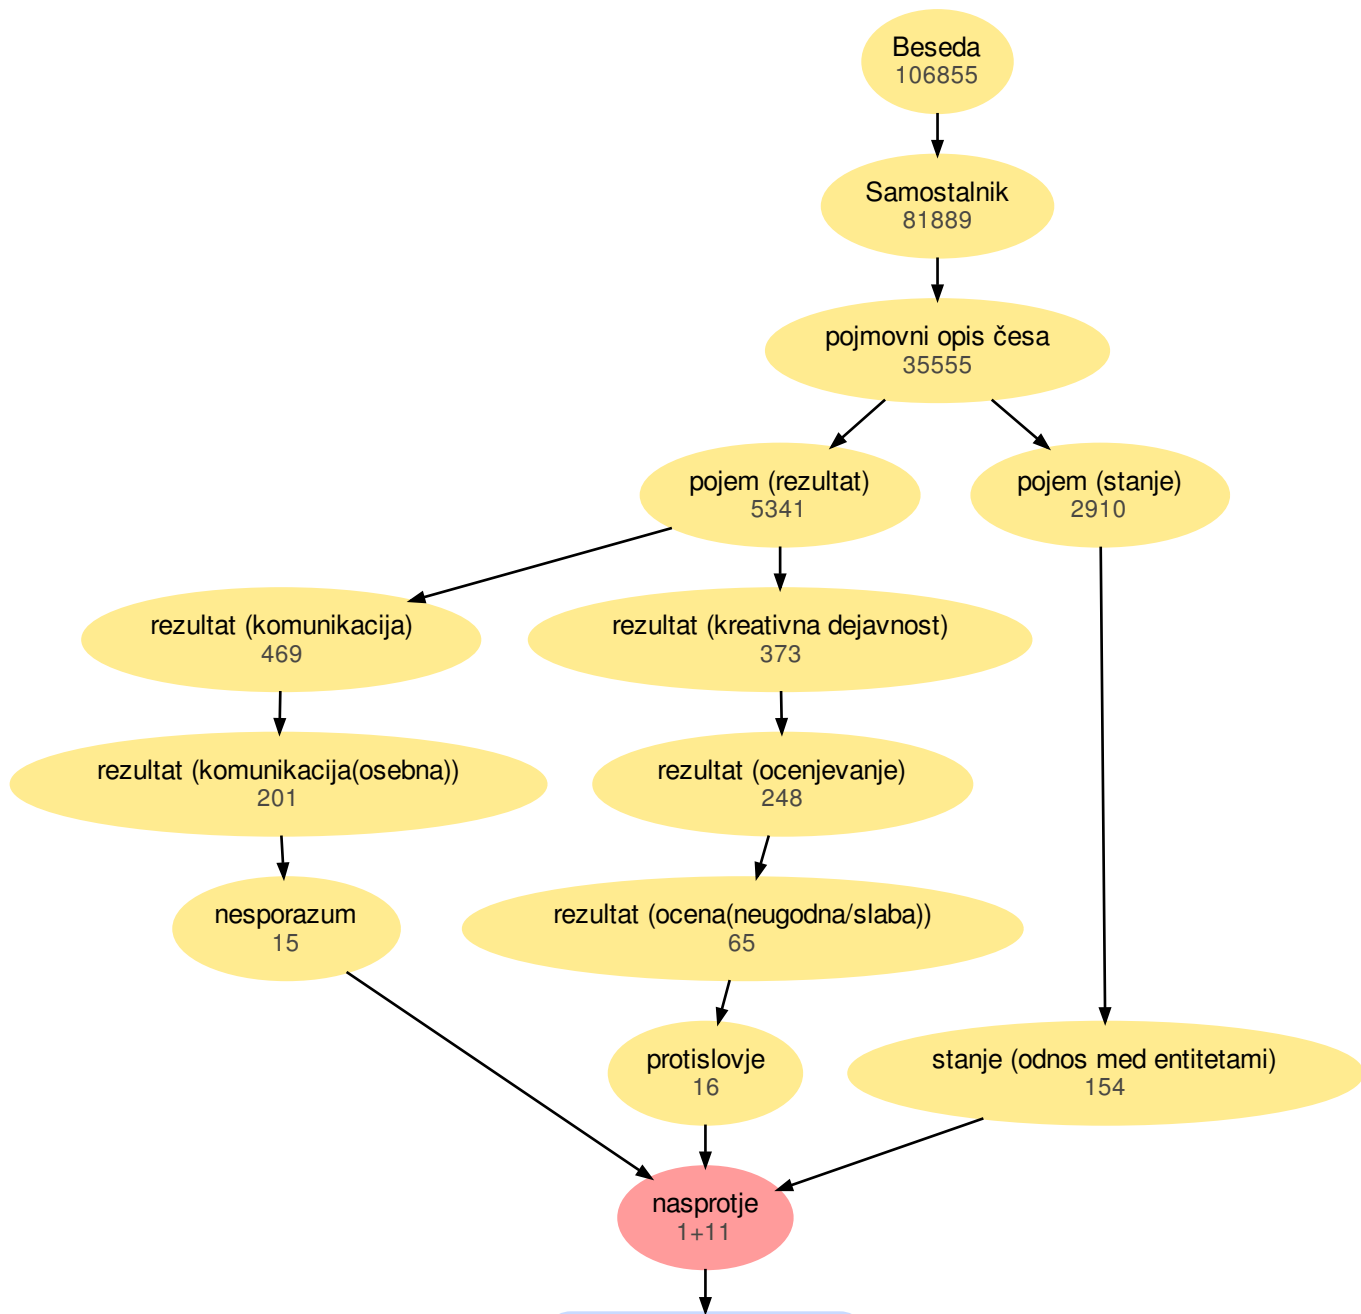 Beseda
106855
Samostalnik
81889
pojmovni opis česa
35555
pojem (rezultat)
5341
pojem (stanje)
2910
rezultat (komunikacija)
469
rezultat (kreativna dejavnost)
373
rezultat (komunikacija(osebna))
201
rezultat (ocenjevanje)
248
nesporazum
15
rezultat (ocena(neugodna/slaba))
65
protislovje
16
stanje (odnos med entitetami)
154
nasprotje
1+11